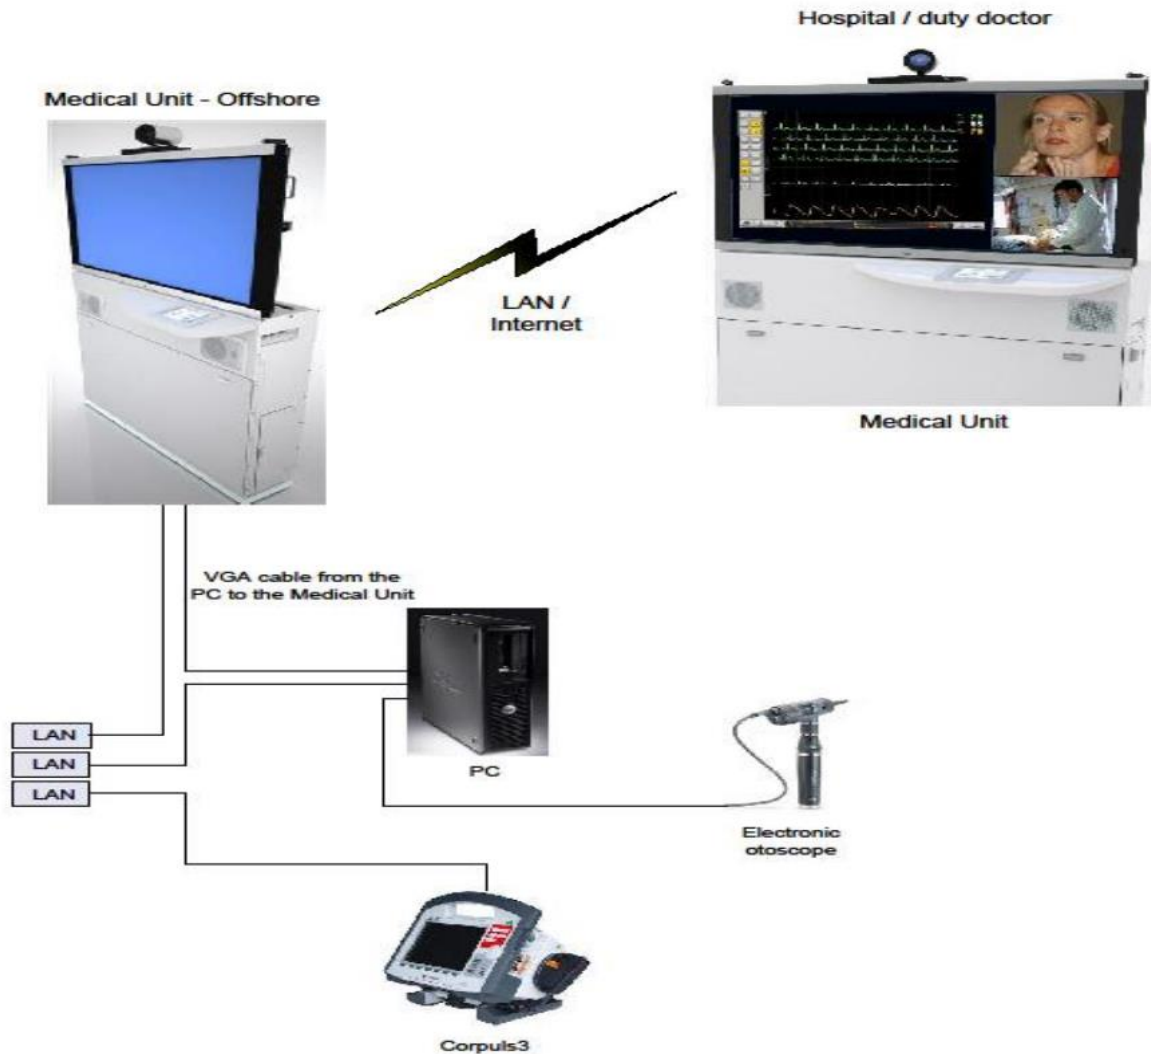 Hospital / duty doctor
Medical Unit - Offshore
LAN /
Internet
Medical Unit
VGA cable from the
PC to the Medical Unit
LAN
LAN
LAN
PC
Electronic
otoscope
Corpuls3